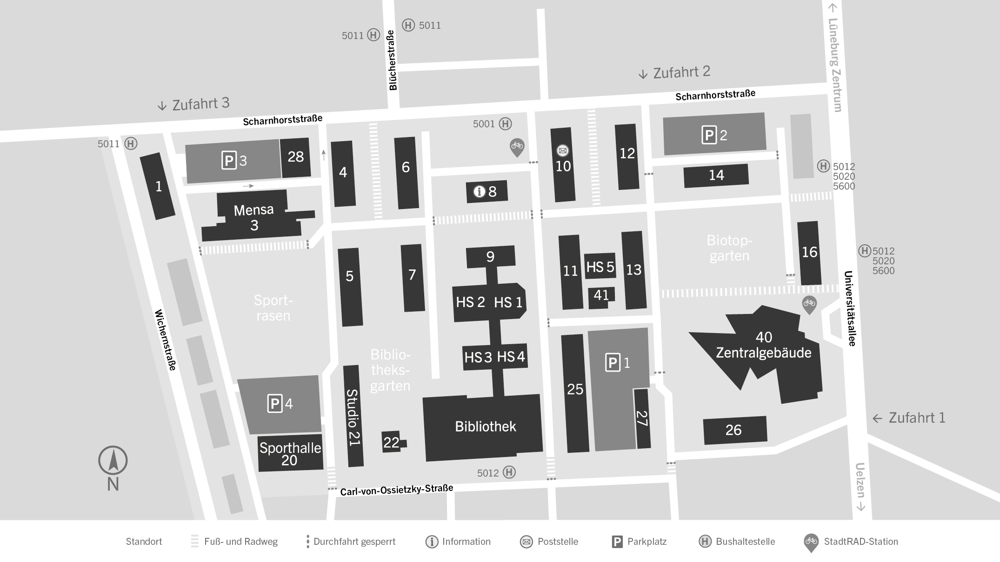 5011 H
H 5011
Blücherstraße
↑ Lüneburg Zentrum
↓ Zufahrt 2
Scharnhorststraße
↓ Zufahrt 3
Scharnhorststraße
5001 H
5011 H
P 2
28
P 3
4
6
10
12
14
H 5012
5020
5600
1
i 8
Mensa
3
Biotop-
garten
16
H 5012
5020
5600
5
7
9
11
HS 5
13
41
HS 2
HS 1
Sport-
rasen
Universitätsallee
Wichernstraße
40
Zentralgebäude
Biblio-
theks-
garten
HS 3
HS 4
P 1
25
27
P 4
Studio 21
22
Bibliothek
26
← Zufahrt 1
Sporthalle
20
N
5012 H
Carl-von-Ossietzky-Straße
Uelzen →
Standort
Fuß- und Radweg
Durchfahrt gesperrt
i Information
Poststelle
P Parkplatz
H Bushaltestelle
StadtRAD-Station